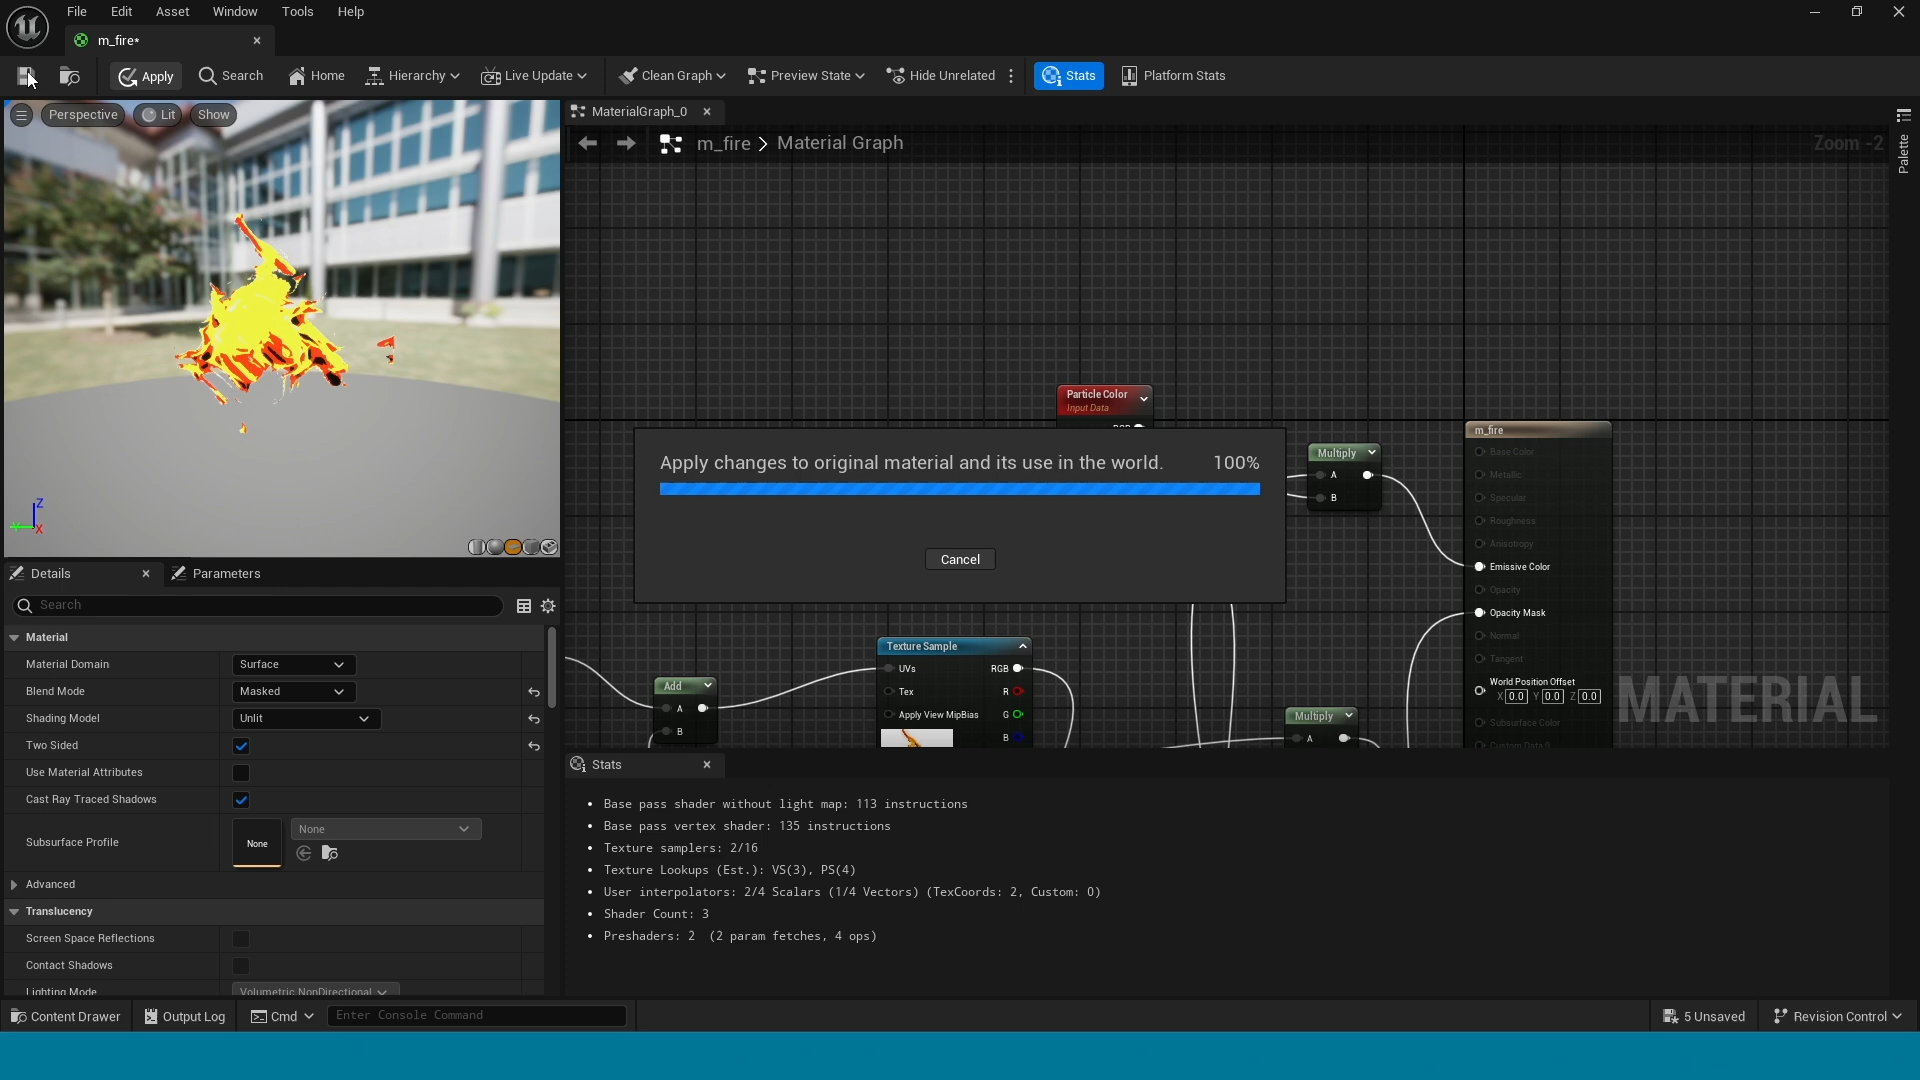 File Edit Asset Window Tools Help
m_fire*
Apply Search Home Hierarchy Live Update Clean Graph Preview State Hide Unrelated Stats Platform Stats
Perspective Lit Show
MaterialGraph_0
m_fire > Material Graph
Zoom -2
Palette
Particle Color
Input Data
RGB
Apply changes to original material and its use in the world. 100%
Cancel
Multiply
A
B
m_fire
Base Color
Metallic
Specular
Roughness
Anisotropy
Emissive Color
Opacity
Opacity Mask
Normal
Tangent
World Position Offset
X 0.0 Y 0.0 Z 0.0
Subsurface Color
Custom Data 0
MATERIAL
Add
A
B
Texture Sample
UVs RGB
Tex R
Apply View MipBias G
B
Multiply
A
Z
Y
X
Details Parameters
Search
Material
Material Domain Surface
Blend Mode Masked
Shading Model Unlit
Two Sided
Use Material Attributes
Cast Ray Traced Shadows
Subsurface Profile None None
Advanced
Translucency
Screen Space Reflections
Contact Shadows
Lighting Mode Volumetric NonDirectional
Stats
• Base pass shader without light map: 113 instructions
• Base pass vertex shader: 135 instructions
• Texture samplers: 2/16
• Texture Lookups (Est.): VS(3), PS(4)
• User interpolators: 2/4 Scalars (1/4 Vectors) (TexCoords: 2, Custom: 0)
• Shader Count: 3
• Preshaders: 2 (2 param fetches, 4 ops)
Content Drawer Output Log Cmd Enter Console Command 5 Unsaved Revision Control